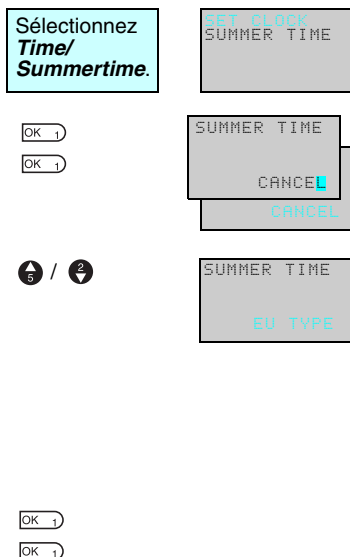 Sélectionnez
Time/
Summertime.
SET CLOCK
SUMMER TIME
OK 1
OK 1
SUMMER TIME
CANCEL
CANCEL
5 / 2
SUMMER TIME
EU TYPE
OK 1
OK 1